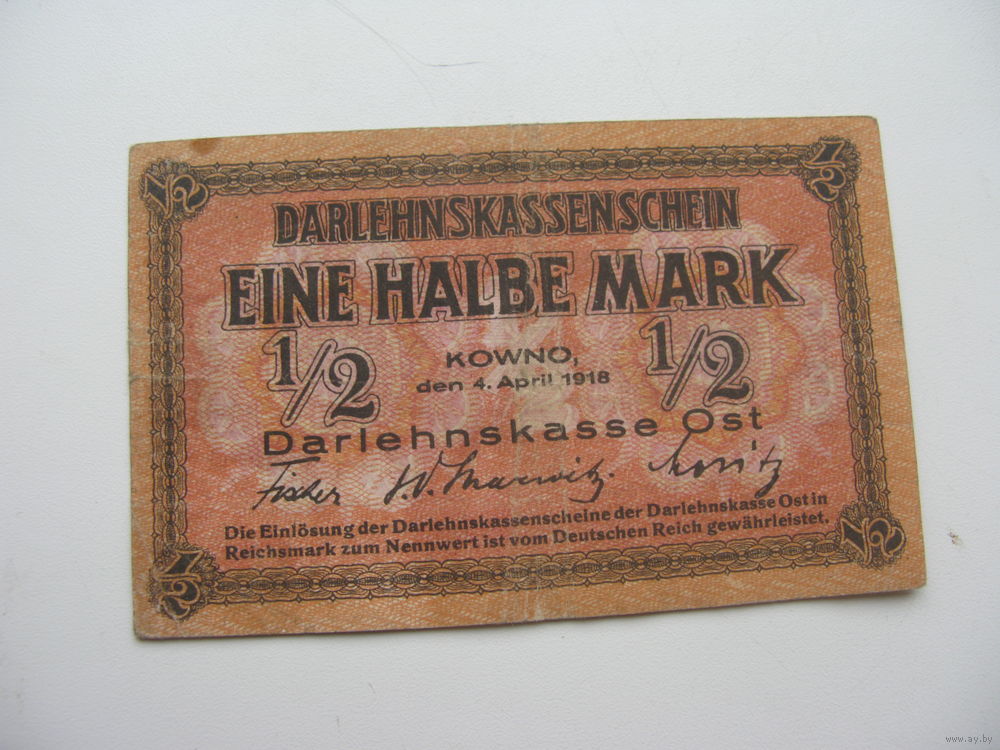 1/2 1/2
DARLEHNSKASSENSCHEIN
EINE HALBE MARK
1/2 1/2
KOWNO,
den 4. April 1918
Darlehnskasse Ost
Fischer
Die Einlösung der Darlehnskassenscheine der Darlehnskasse Ost in
Reichsmark zum Nennwert ist vom Deutschen Reich gewährleistet.
1/2 1/2
www.ay.by